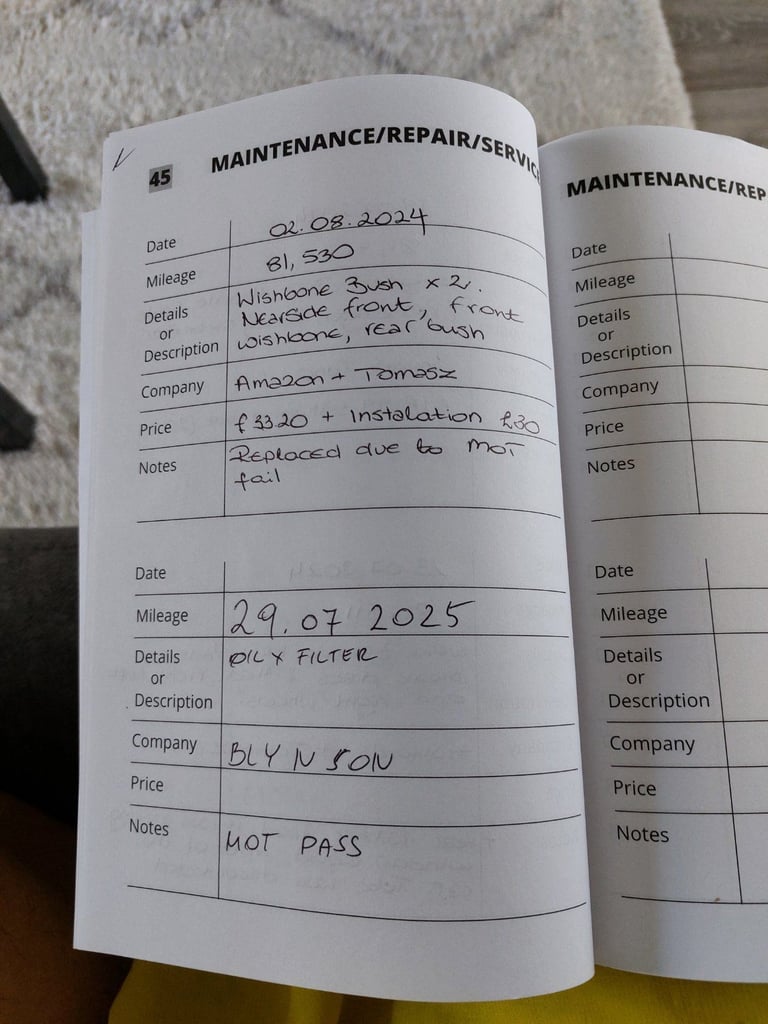 45 MAINTENANCE/REPAIR/SERVIC
Date 02.08.2024
Mileage 81,530
Details or Description Wishbone Bush x 2.
Nearside front, front
wishbone, rear bush
Company Amazon + Tomasz
Price £33.20 + Instalation £30
Notes Replaced due to MOT
fail
Date
Mileage 29.07 2025
Details or Description OIL x FILTER
Company BLY N SON
Price
Notes MOT PASS
MAINTENANCE/REP
Date
Mileage
Details
or
Description
Company
Price
Notes
Date
Mileage
Details
or
Description
Company
Price
Notes